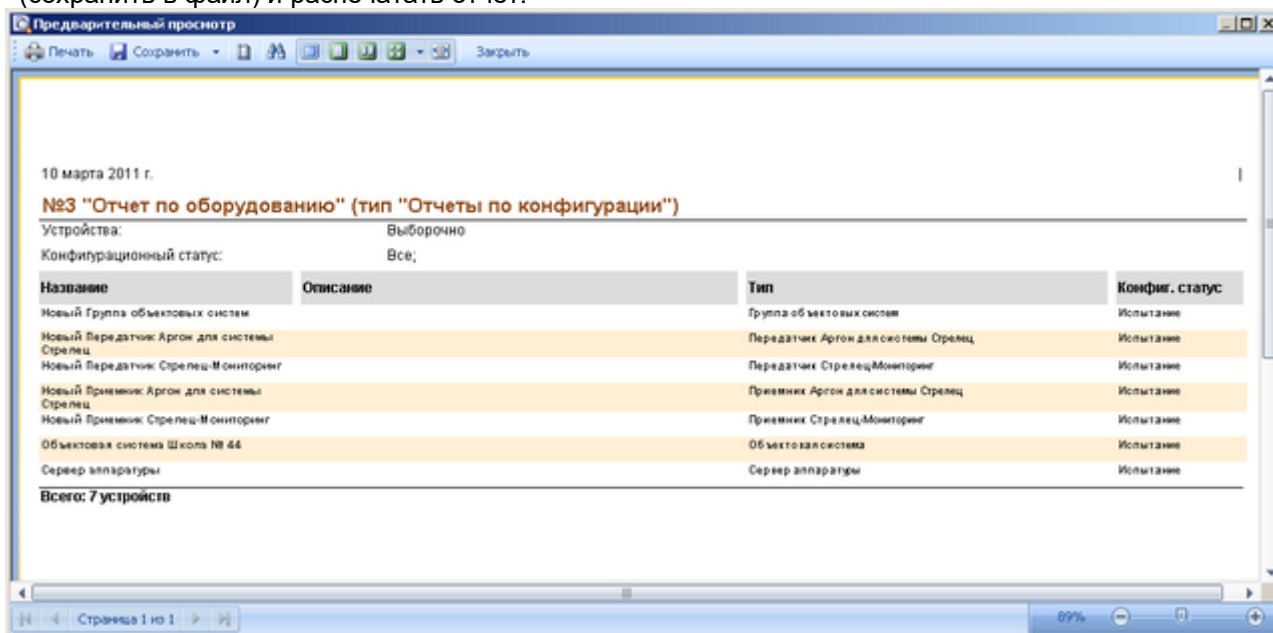 (сохранить в файл) и распечатать отчет.
Предварительный просмотр
Печать Сохранить Закрыть
10 марта 2011 г.
№3 "Отчет по оборудованию" (тип "Отчеты по конфигурации")
Устройства: Выборочно
Конфигурационный статус: Все;
Название Описание Тип Конфиг. статус
Новый Группа объектовых систем Группа объектовых систем Испытание
Новый Передатчик Аргон для системы Передатчик Аргон для системы Стрелец Испытание
Стрелец
Новый Передатчик Стрелец-Мониторинг Передатчик Стрелец-Мониторинг Испытание
Новый Приемник Аргон для системы Приемник Аргон для системы Стрелец Испытание
Стрелец
Новый Приемник Стрелец-Мониторинг Приемник Стрелец-Мониторинг Испытание
Объектовая система Школа № 44 Объектовая система Испытание
Сервер аппаратуры Сервер аппаратуры Испытание
Всего: 7 устройств
Страница 1 из 1 89%